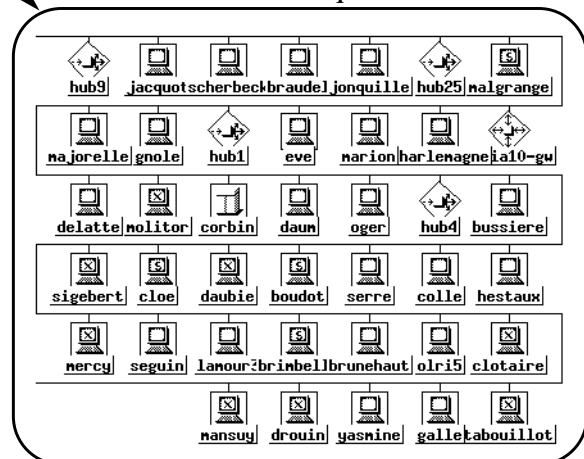 hub9 jacquot scherbeck braudel jonquille hub25 malgrange
majorelle gnole hub1 eve marion harlemagne ia10-gw
delatte molitor corbin daum oger hub4 bussiere
sigebert cloe daubie boudot serre colle hestaux
mercy seguin lamour3 brimbell brunehaut olri5 clotaire
mansuy drouin yasmine galle tabouillot